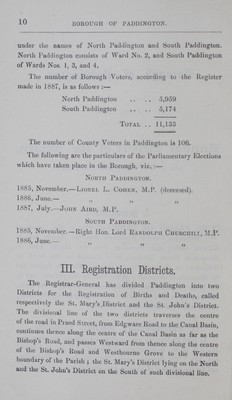 10 BOROUGH OF PADDINGTON.
under the names of North Paddington and South Paddington.
North Paddington consists of Ward No. 2, and South Paddington
of Wards Nos. 1, 3, and 4.
The number of Borough Voters, according to the Register
made in 1887, is as follows :—
North Paddington .. .. 5,959
South Paddington .. .. 5,174
TOTAL .. 11,133
The number of County Voters in Paddington is 106.
The following are the particulars of the Parliamentary Elections
which have taken place in the Borough, viz. :—
NORTH PADDINGTON.
1885, November.—LIONEL L. COHEN, M.P. (deceased).
1886, June.— „ „ „
1887, July.—JOHN AIRD, M.P.
SOUTH PADDINGTON.
1885, November.—Right Hon. Lord RANDOLPH CHURCHILL, M.P.
1886, June.— „ „ „
III. Registration Districts.
The Registrar-General has divided Paddington into two
Districts for the Registration of Births and Deaths, called
respectively the St. Mary's District and the St. John's District.
The divisional line of the two districts traverses the centre
of the road in Praed Street, from Edgware Road to the Canal Basin,
continues thence along the centre of the Canal Basin as far as the
Bishop's Road, and passes Westward from thence along the centre
of the Bishop's Road and Westbourne Grove to the Western
boundary of the Parish ; the St. Mary's District lying on the North
and the St. John's District on the South of such divisional line.